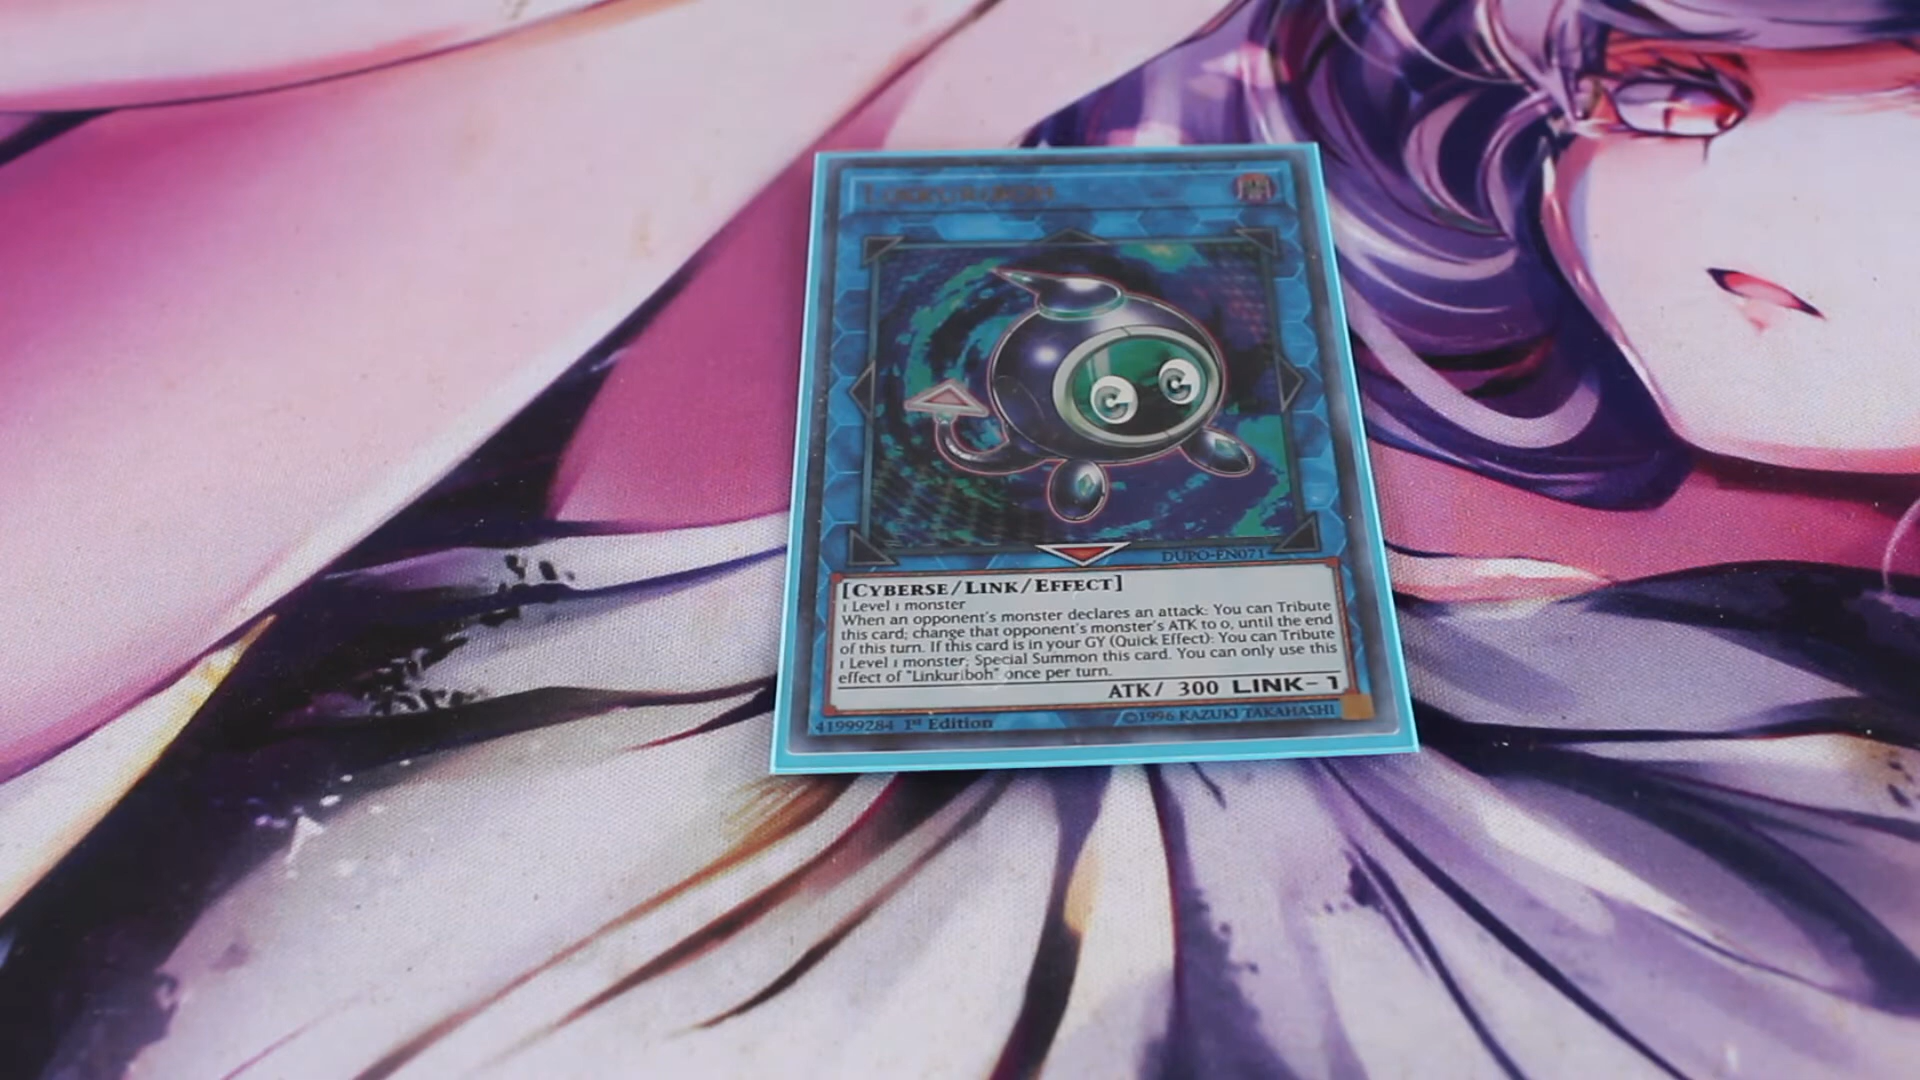 LINKURIBOH
DUPO-EN071
[CYBERSE/LINK/EFFECT]
1 Level 1 monster
When an opponent's monster declares an attack: You can Tribute
this card; change that opponent's monster's ATK to 0, until the end
of this turn. If this card is in your GY (Quick Effect): You can Tribute
1 Level 1 monster; Special Summon this card. You can only use this
effect of "Linkuriboh" once per turn.
ATK/ 300 LINK-1
41999284 1st Edition ©1996 KAZUKI TAKAHASHI